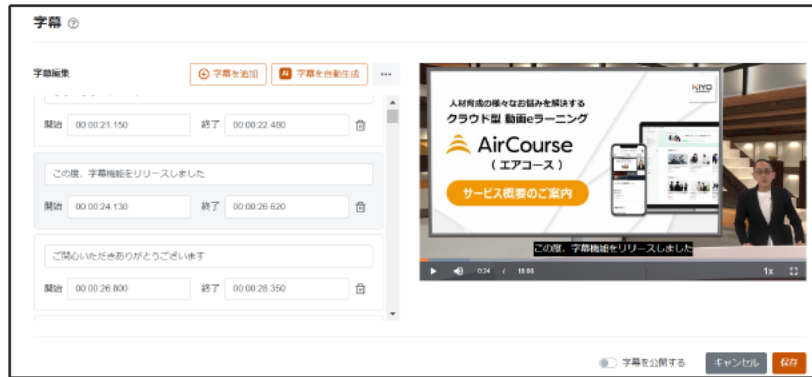 字幕 ?
字幕編集
字幕を追加
AI 字幕を自動生成
...
開始 00:00:21.150 終了 00:00:22.480
この度、字幕機能をリリースしました
開始 00:00:24.130 終了 00:00:26.620
ご関心いただきありがとうございます
開始 00:00:26.800 終了 00:00:28.350
KIYO
人材育成の様々なお悩みを解決する
クラウド型 動画eラーニング
AirCourse
（エアコース）
サービス概要のご案内
この度、字幕機能をリリースしました
0:24 /
1x
字幕を公開する
キャンセル
保存